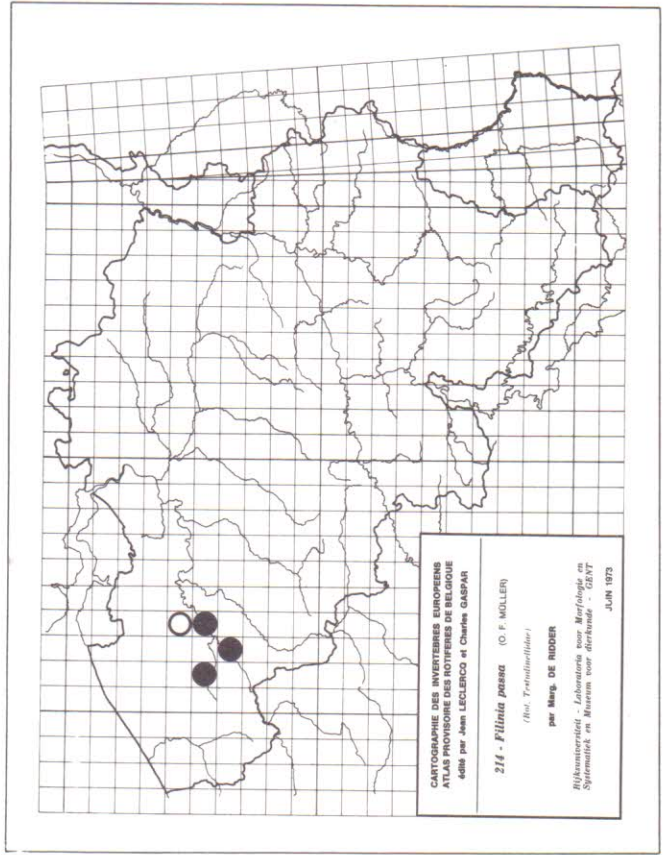 CARTOGRAPHIE DES INVERTEBRES EUROPEENS
ATLAS PROVISOIRE DES ROTIFERES DE BELGIQUE
édité par Jean LECLERCQ et Charles GASPAR
214 - Filinia passa (O. F. MÜLLER)
(Rot. Testudinellidae)
par Marg. DE RIDDER
Rijksuniversiteit - Laboratoria voor Morfologie en
Systematiek en Museum voor dierkunde - GENT
JUIN 1973